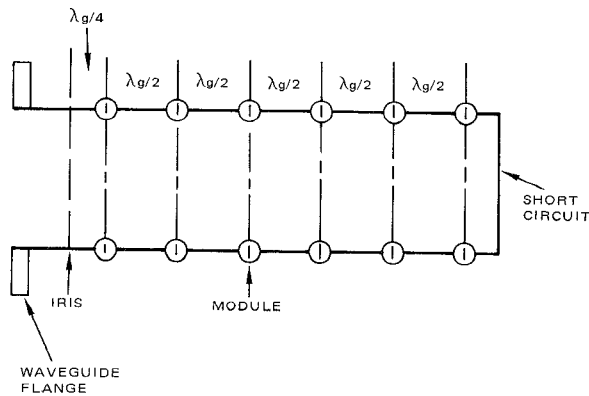 λg/4
λg/2 λg/2 λg/2 λg/2 λg/2
SHORT
CIRCUIT
IRIS
MODULE
WAVEGUIDE
FLANGE